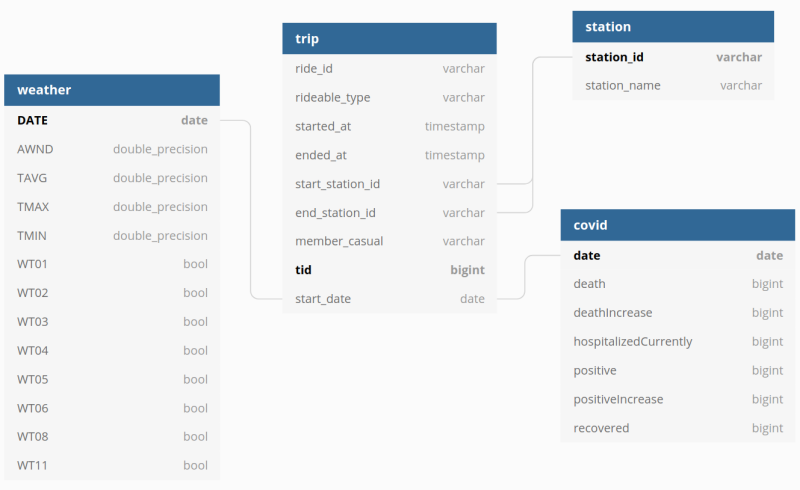 weather
DATE date
AWND double_precision
TAVG double_precision
TMAX double_precision
TMIN double_precision
WT01 bool
WT02 bool
WT03 bool
WT04 bool
WT05 bool
WT06 bool
WT08 bool
WT11 bool
trip
ride_id varchar
rideable_type varchar
started_at timestamp
ended_at timestamp
start_station_id varchar
end_station_id varchar
member_casual varchar
tid bigint
start_date date
station
station_id varchar
station_name varchar
covid
date date
death bigint
deathIncrease bigint
hospitalizedCurrently bigint
positive bigint
positiveIncrease bigint
recovered bigint